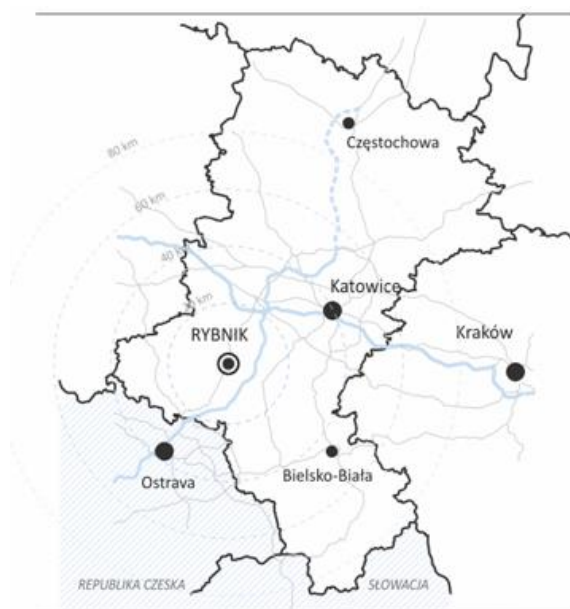 Częstochowa
80 km
60 km
40 km
20 km
Katowice
RYBNIK
Kraków
Ostrava
Bielsko-Biała
REPUBLIKA CZESKA
SŁOWACJA